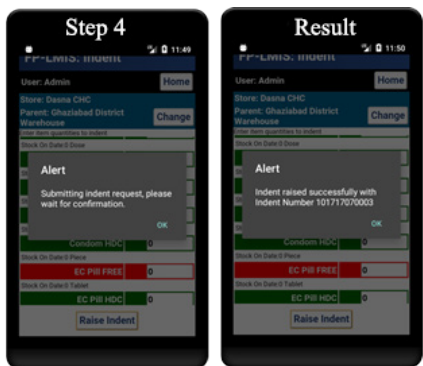 Step 4
11:49
FP-LMIS: Indent
User: Admin
Home
Store: Dasna CHC
Parent: Ghaziabad District
Warehouse
Change
Enter item quantities to indent
Stock On Date:0 Dose
Alert
Submitting indent request, please
wait for confirmation.
OK
Condom HDC
0
Stock On Date:0 Piece
EC Pill FREE
0
Stock On Date:0 Tablet
EC Pill HDC
0
Raise Indent
Result
11:50
FP-LMIS: Indent
User: Admin
Home
Store: Dasna CHC
Parent: Ghaziabad District
Warehouse
Change
Enter item quantities to indent
Stock On Date:0 Dose
Alert
Indent raised successfully with
Indent Number 101717070003
OK
Condom HDC
0
Stock On Date:0 Piece
EC Pill FREE
0
Stock On Date:0 Tablet
EC Pill HDC
0
Raise Indent